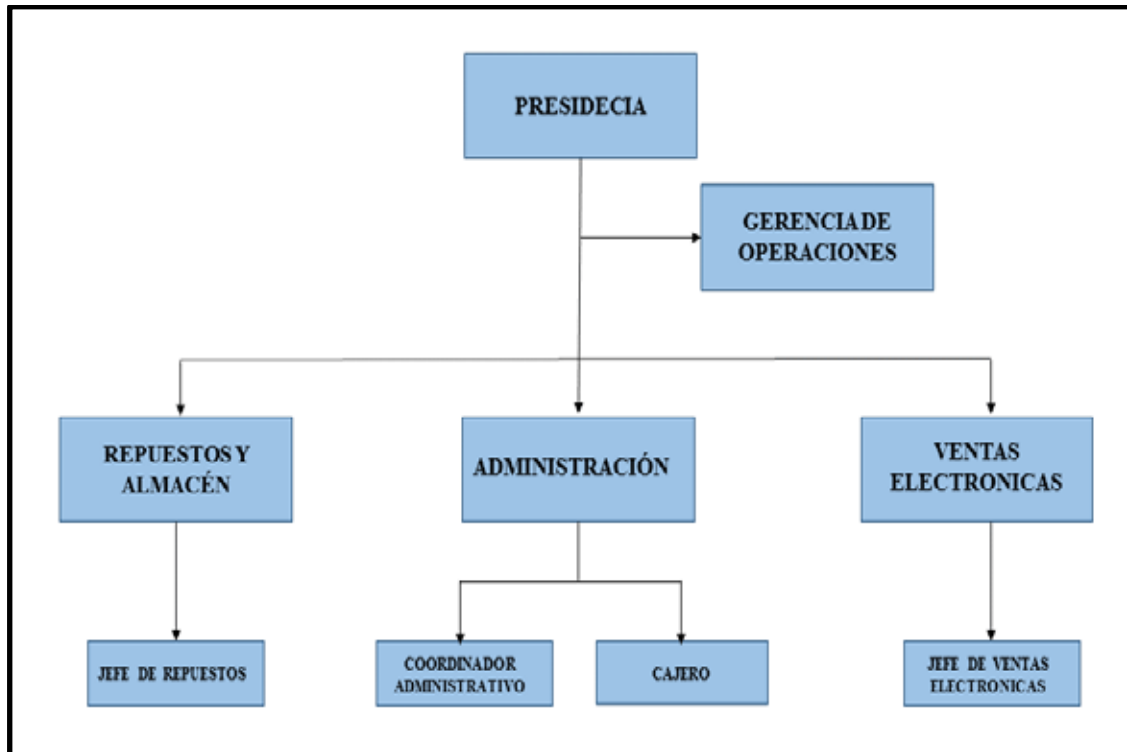 PRESIDECIA
GERENCIA DE
OPERACIONES
REPUESTOS Y
ALMACÉN
ADMINISTRACIÓN
VENTAS
ELECTRONICAS
JEFE DE REPUESTOS
COORDINADOR
ADMINISTRATIVO
CAJERO
JEFE DE VENTAS
ELECTRONICAS